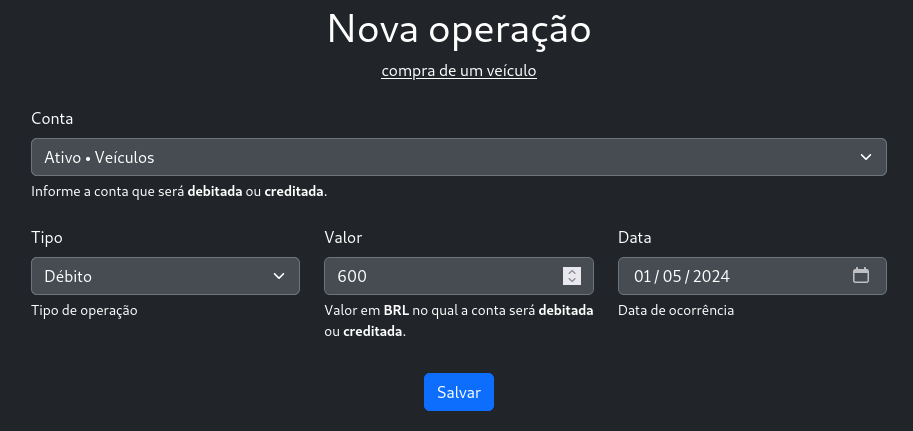 Nova operação
compra de um veículo
Conta
Ativo • Veículos
Informe a conta que será debitada ou creditada.
Tipo
Valor
Data
Débito
600
01 / 05 / 2024
Tipo de operação
Valor em BRL no qual a conta será debitada
ou creditada.
Data de ocorrência
Salvar